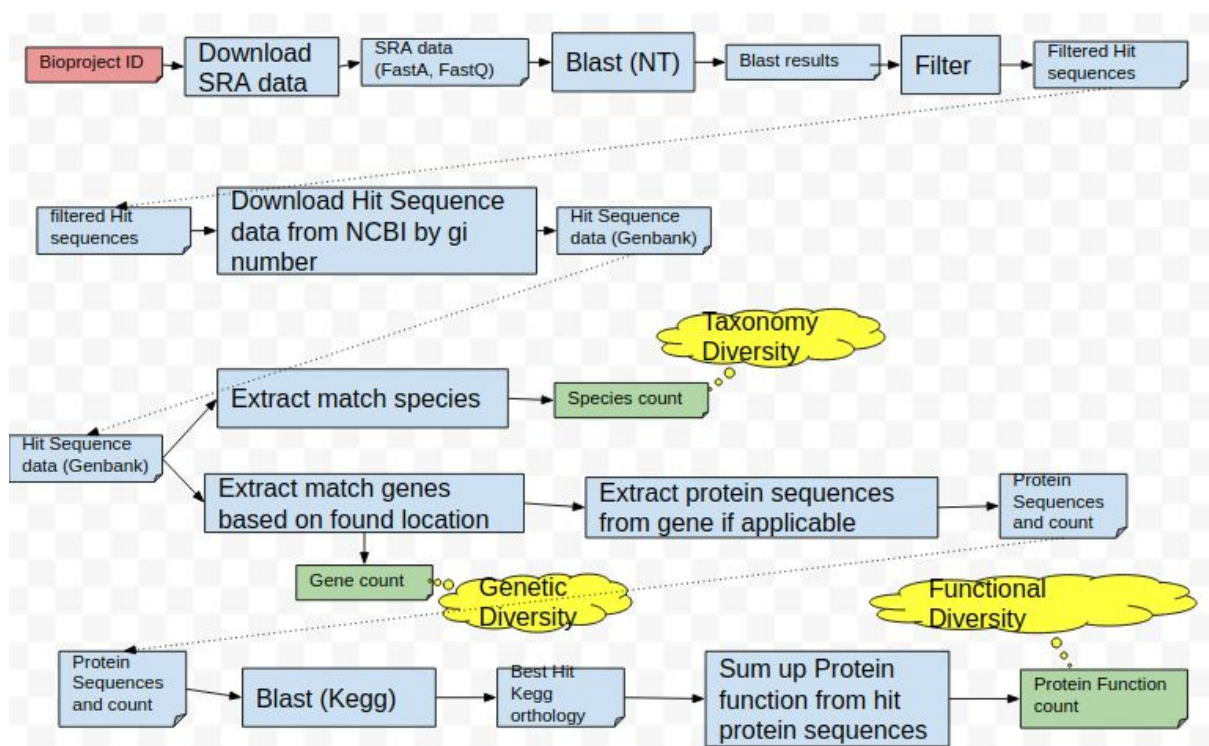 Bioproject ID
Download
SRA data
SRA data
(FastA, FastQ)
Blast (NT)
Blast results
Filter
Filtered Hit
sequences
filtered Hit
sequences
Download Hit Sequence
data from NCBI by gi
number
Hit Sequence
data (Genbank)
Taxonomy
Diversity
Extract match species
Species count
Hit Sequence
data (Genbank)
Extract match genes
based on found location
Extract protein sequences
from gene if applicable
Protein
Sequences
and count
Gene count
Genetic
Diversity
Functional
Diversity
Protein
Sequences
and count
Blast (Kegg)
Best Hit
Kegg
orthology
Sum up Protein
function from hit
protein sequences
Protein Function
count